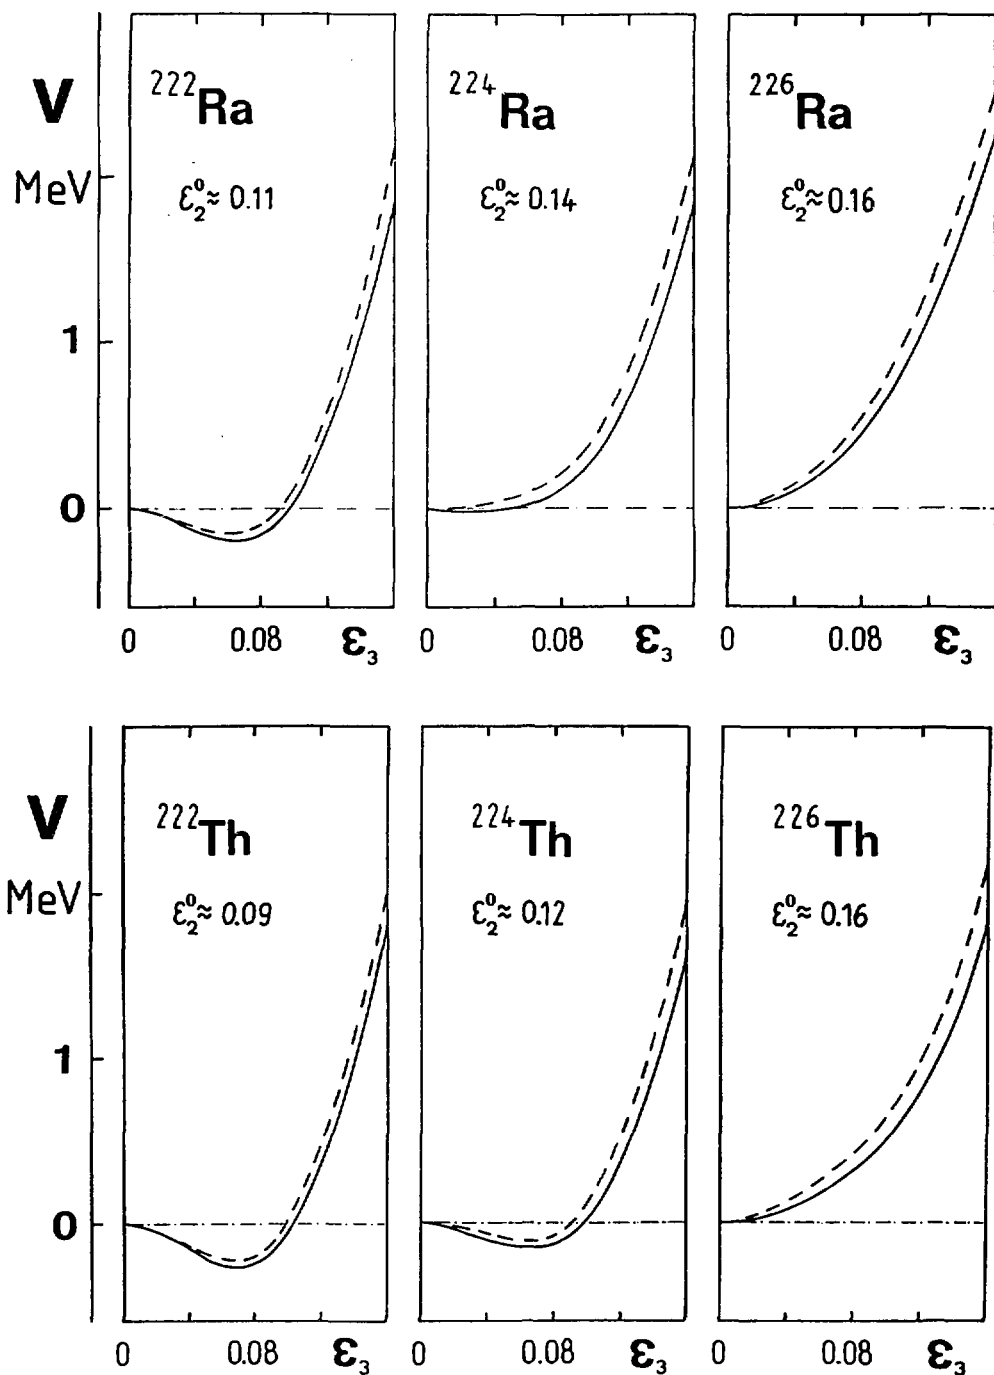 V
MeV
1
0
²²²Ra
ε₂⁰≈ 0.11
0 0.08 ε₃
²²⁴Ra
ε₂⁰≈ 0.14
0 0.08 ε₃
²²⁶Ra
ε₂⁰≈ 0.16
0 0.08 ε₃
V
MeV
1
0
²²²Th
ε₂⁰≈ 0.09
0 0.08 ε₃
²²⁴Th
ε₂⁰≈ 0.12
0 0.08 ε₃
²²⁶Th
ε₂⁰≈ 0.16
0 0.08 ε₃